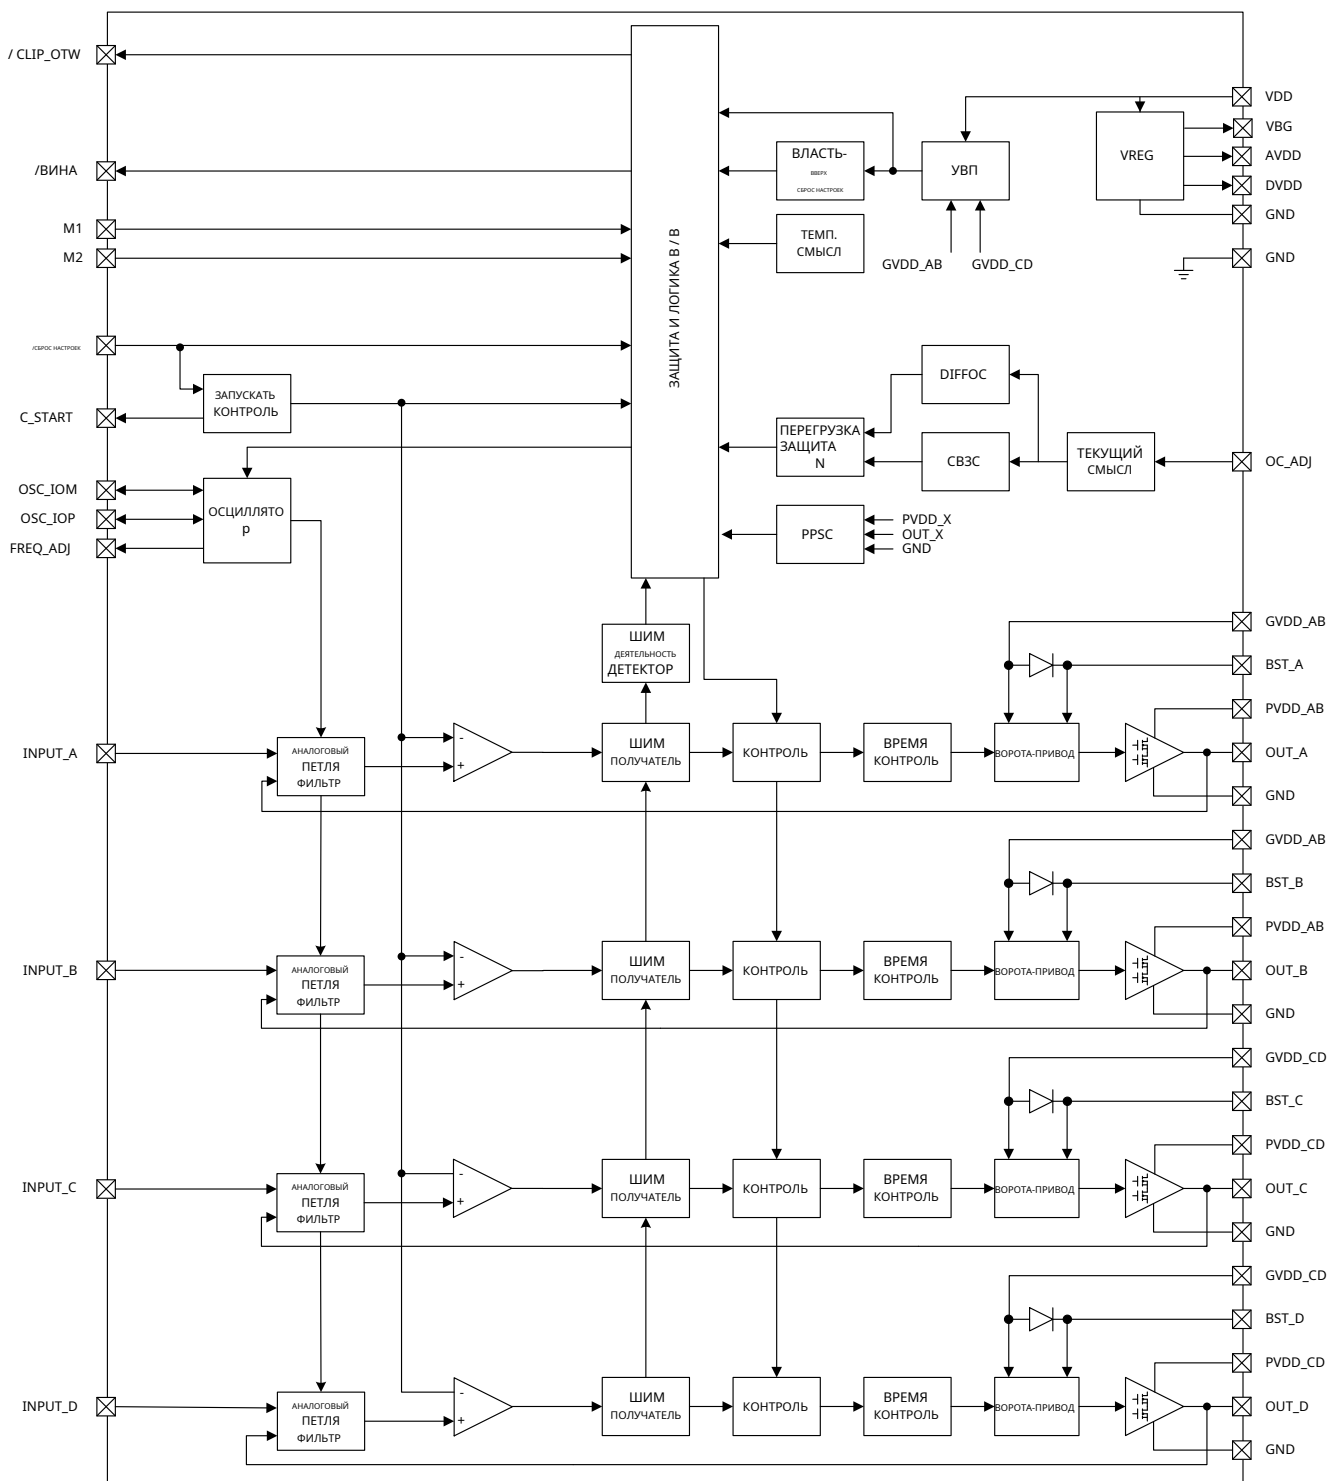 / CLIP_OTW
/ВИНА
M1
M2
/СБРОС НАСТРОЕК
C_START
OSC_IOM
OSC_IOP
FREQ_ADJ
ЗАПУСКАТЬ
КОНТРОЛЬ
ОСЦИЛЛЯТО
р
ЗАЩИТА И ЛОГИКА В / В
ВЛАСТЬ-
ВВЕРХ
СБРОС НАСТРОЕК
УВП
VREG
ТЕМП.
СМЫСЛ
GVDD_AB
GVDD_CD
VDD
VBG
AVDD
DVDD
GND
GND
DIFFOC
ПЕРЕГРУЗКА
ЗАЩИТА
N
СВЗС
ТЕКУЩИЙ
СМЫСЛ
OC_ADJ
PPSC
PVDD_X
OUT_X
GND
ШИМ
ДЕЯТЕЛЬНОСТЬ
ДЕТЕКТОР
GVDD_AB
BST_A
PVDD_AB
INPUT_A
АНАЛОГОВЫЙ
ПЕТЛЯ
ФИЛЬТР
-
+
ШИМ
ПОЛУЧАТЕЛЬ
КОНТРОЛЬ
ВРЕМЯ
КОНТРОЛЬ
ВОРОТА-ПРИВОД
OUT_A
GND
GVDD_AB
BST_B
PVDD_AB
INPUT_B
АНАЛОГОВЫЙ
ПЕТЛЯ
ФИЛЬТР
-
+
ШИМ
ПОЛУЧАТЕЛЬ
КОНТРОЛЬ
ВРЕМЯ
КОНТРОЛЬ
ВОРОТА-ПРИВОД
OUT_B
GND
GVDD_CD
BST_C
PVDD_CD
INPUT_C
АНАЛОГОВЫЙ
ПЕТЛЯ
ФИЛЬТР
-
+
ШИМ
ПОЛУЧАТЕЛЬ
КОНТРОЛЬ
ВРЕМЯ
КОНТРОЛЬ
ВОРОТА-ПРИВОД
OUT_C
GND
GVDD_CD
BST_D
PVDD_CD
INPUT_D
АНАЛОГОВЫЙ
ПЕТЛЯ
ФИЛЬТР
-
+
ШИМ
ПОЛУЧАТЕЛЬ
КОНТРОЛЬ
ВРЕМЯ
КОНТРОЛЬ
ВОРОТА-ПРИВОД
OUT_D
GND